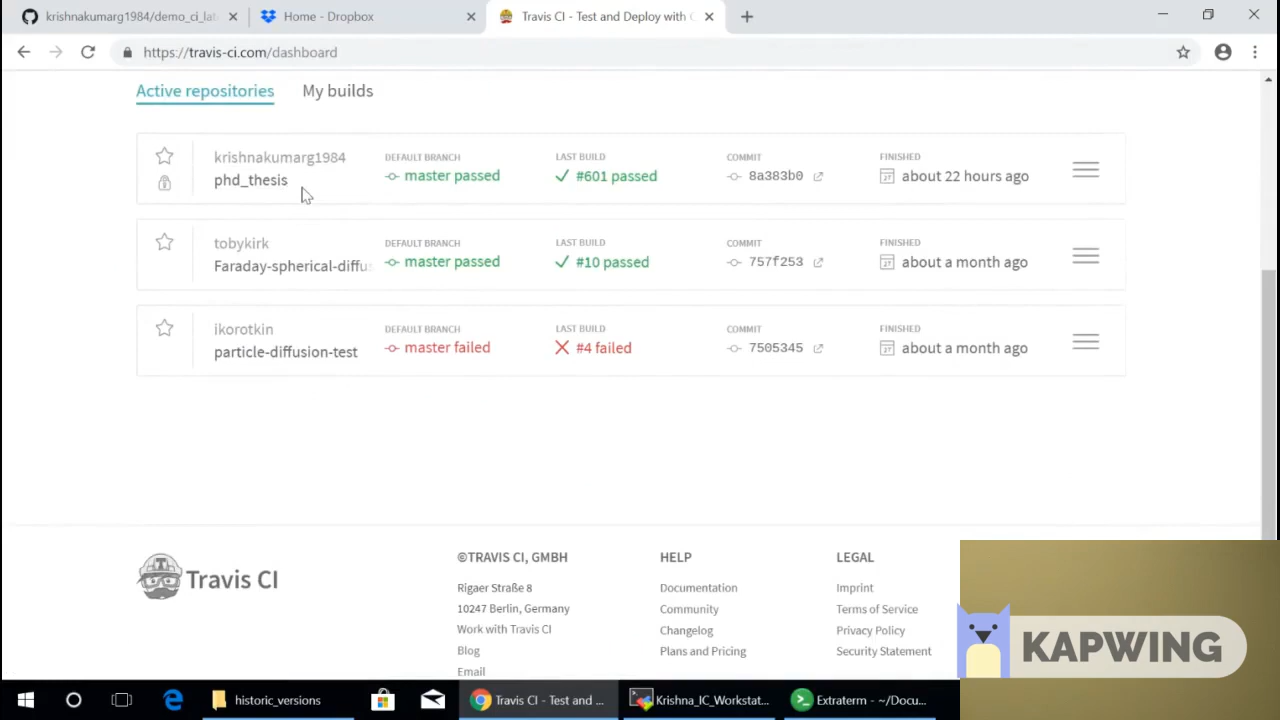 krishnakumarg1984/demo_ci_lat
Home - Dropbox
Travis CI - Test and Deploy with C
https://travis-ci.com/dashboard
Active repositories
My builds
krishnakumarg1984
phd_thesis
DEFAULT BRANCH
master passed
LAST BUILD
#601 passed
COMMIT
8a383b0
FINISHED
about 22 hours ago
tobykirk
Faraday-spherical-diffu
DEFAULT BRANCH
master passed
LAST BUILD
#10 passed
COMMIT
757f253
FINISHED
about a month ago
ikorotkin
particle-diffusion-test
DEFAULT BRANCH
master failed
LAST BUILD
#4 failed
COMMIT
7505345
FINISHED
about a month ago
Travis CI
©TRAVIS CI, GMBH
Rigaer Straße 8
10247 Berlin, Germany
Work with Travis CI
Blog
Email
HELP
Documentation
Community
Changelog
Plans and Pricing
LEGAL
Imprint
Terms of Service
Privacy Policy
Security Statement
KAPWING
historic_versions
Travis CI - Test and ...
Krishna_IC_Workstat...
Extraterm - ~/Docu...